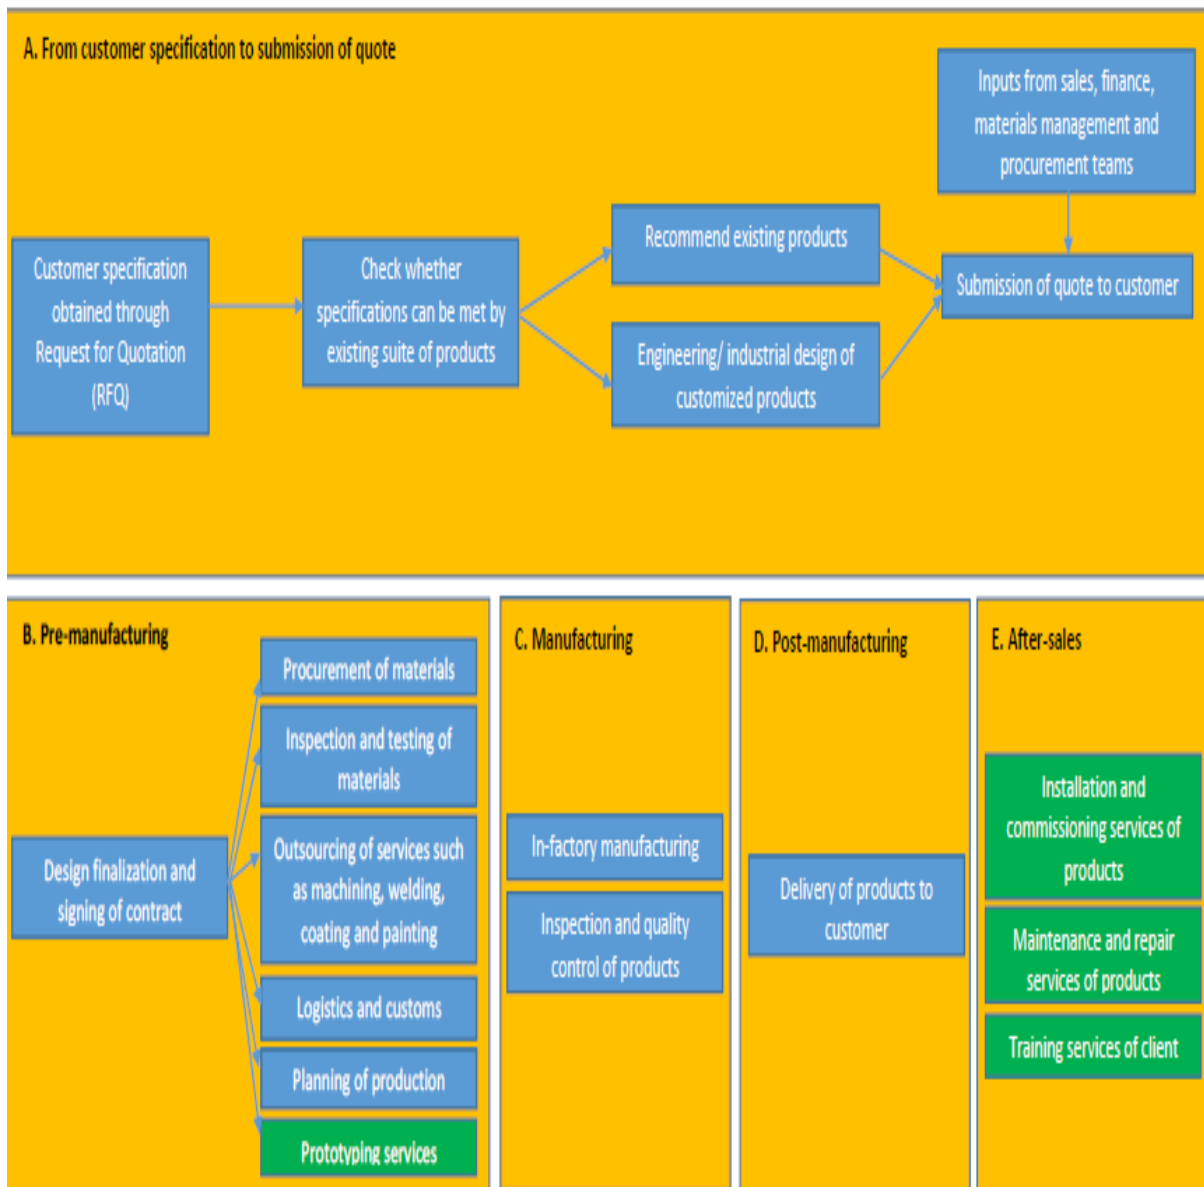 A. From customer specification to submission of quote
Inputs from sales, finance,
materials management and
procurement teams
Customer specification
obtained through
Request for Quotation
(RFQ)
Check whether
specifications can be met by
existing suite of products
Recommend existing products
Engineering/ industrial design of
customized products
Submission of quote to customer
B. Pre-manufacturing
Design finalization and
signing of contract
Procurement of materials
Inspection and testing of
materials
Outsourcing of services such
as machining, welding,
coating and painting
Logistics and customs
Planning of production
Prototyping services
C. Manufacturing
In-factory manufacturing
Inspection and quality
control of products
D. Post-manufacturing
Delivery of products to
customer
E. After-sales
Installation and
commissioning services of
products
Maintenance and repair
services of products
Training services of client